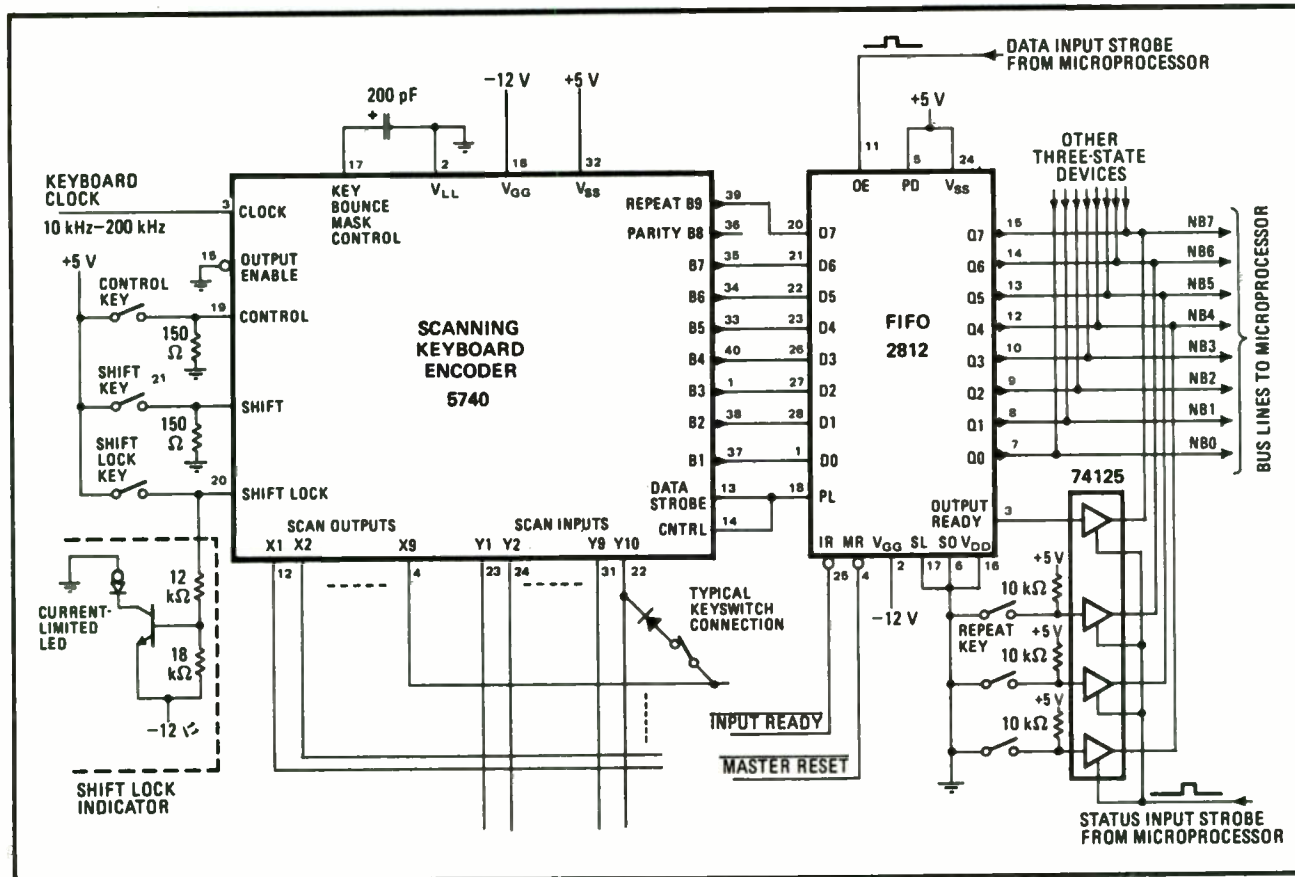 DATA INPUT STROBE
FROM MICROPROCESSOR
-12 V
+5 V
200 pF
+
+5 V
OTHER
THREE-STATE
DEVICES
17
2
18
32
11
5
24
KEYBOARD
CLOCK
10 kHz–200 kHz
3
CLOCK
KEY
BOUNCE
MASK
CONTROL
VLL
VGG
VSS
OE
PD
VSS
+5 V
15
OUTPUT
ENABLE
CONTROL
KEY
19
CONTROL
150
Ω
SHIFT
KEY
21
SHIFT
150
Ω
SHIFT
LOCK
KEY
20
SHIFT LOCK
SCANNING
KEYBOARD
ENCODER
5740
REPEAT B9
39
PARITY B8
36
B7
35
B6
34
B5
33
B4
40
B3
1
B2
38
B1
37
DATA
STROBE
13
CNTRL
14
20
D7
21
D6
22
D5
23
D4
26
D3
27
D2
28
D1
1
D0
18
PL
FIFO
2812
Q7
15
NB7
Q6
14
NB6
Q5
13
NB5
Q4
12
NB4
Q3
10
NB3
Q2
9
NB2
Q1
8
NB1
Q0
7
NB0
BUS LINES TO MICROPROCESSOR
74125
OUTPUT
READY
3
SCAN OUTPUTS
SCAN INPUTS
X1
X2
X9
Y1
Y2
Y9
Y10
12
11
4
23
24
31
22
IR
MR
VGG
SL
SO
VDD
25
4
2
17
6
16
-12 V
12
kΩ
CURRENT-
LIMITED
LED
18
kΩ
-12 V
SHIFT LOCK
INDICATOR
TYPICAL
KEYSWITCH
CONNECTION
INPUT READY
MASTER RESET
+5 V
10 kΩ
REPEAT
KEY
+5 V
10 kΩ
+5 V
10 kΩ
STATUS INPUT STROBE
FROM MICROPROCESSOR